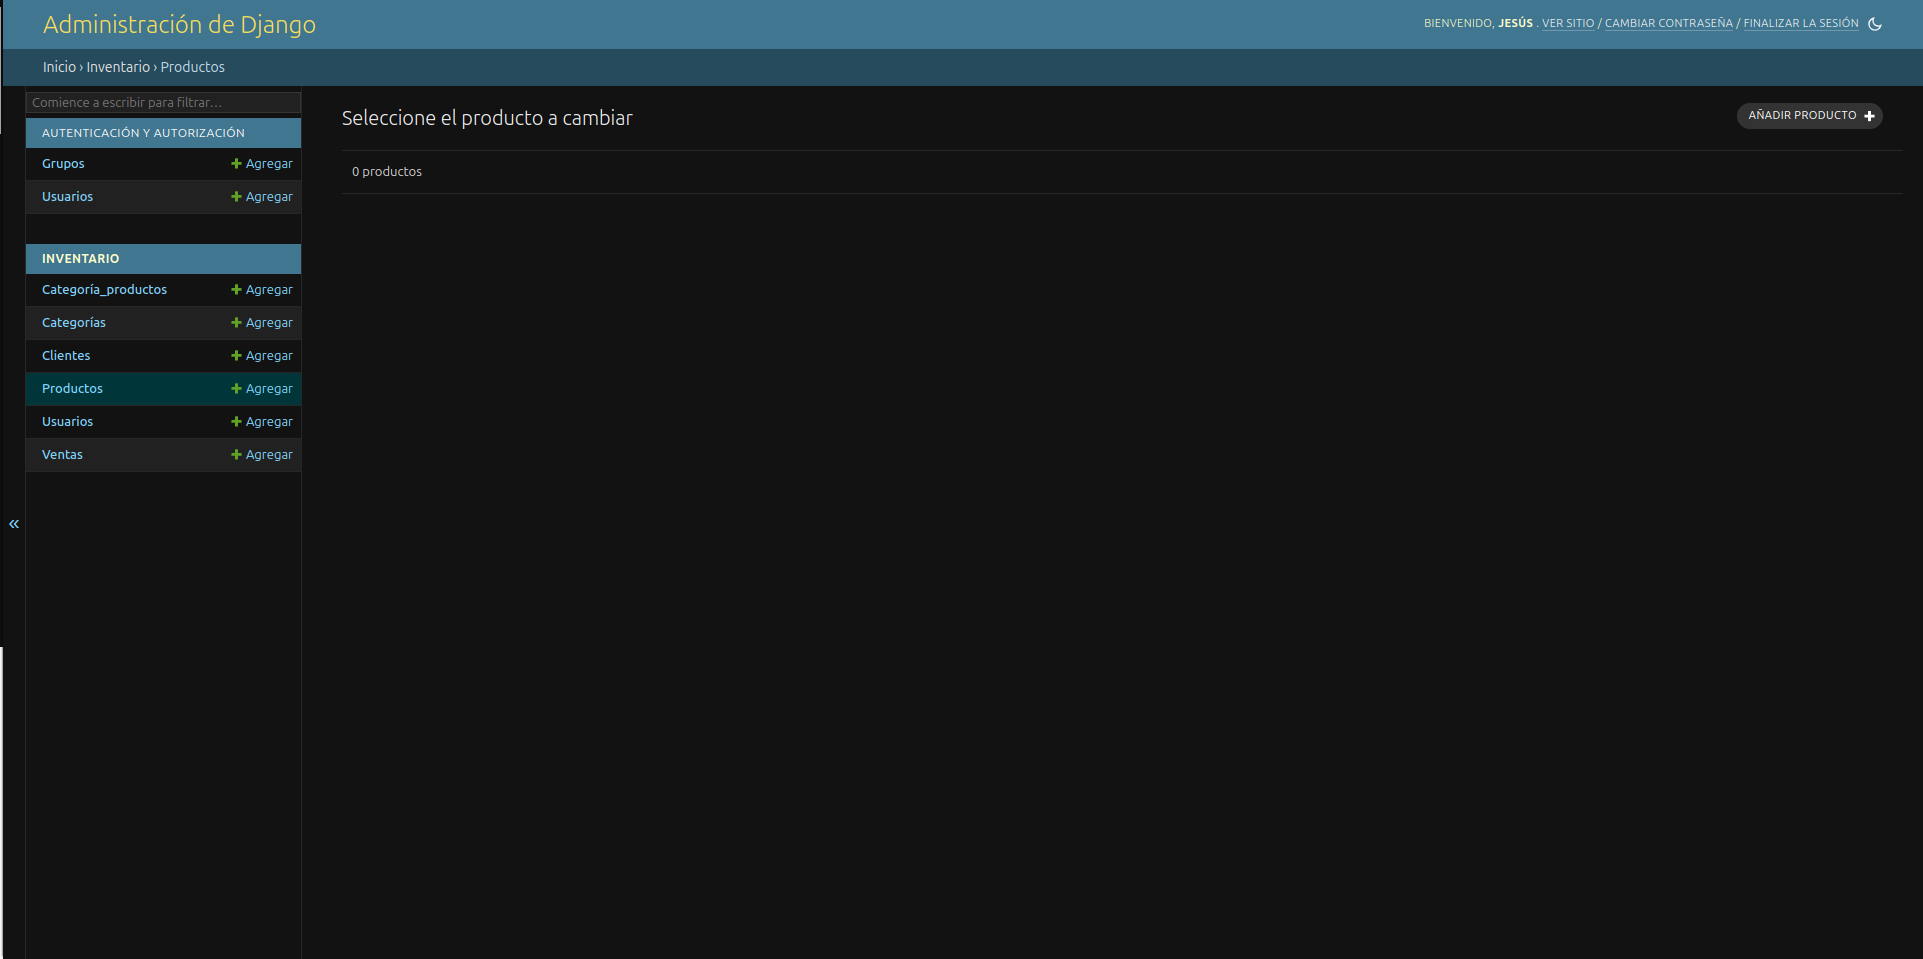 Administración de Django
BIENVENIDO, JESÚS . VER SITIO / CAMBIAR CONTRASEÑA / FINALIZAR LA SESIÓN
Inicio › Inventario › Productos
Comience a escribir para filtrar…
AUTENTICACIÓN Y AUTORIZACIÓN
Grupos + Agregar
Usuarios + Agregar
INVENTARIO
Categoría_productos + Agregar
Categorías + Agregar
Clientes + Agregar
Productos + Agregar
Usuarios + Agregar
Ventas + Agregar
«
Seleccione el producto a cambiar
AÑADIR PRODUCTO +
0 productos